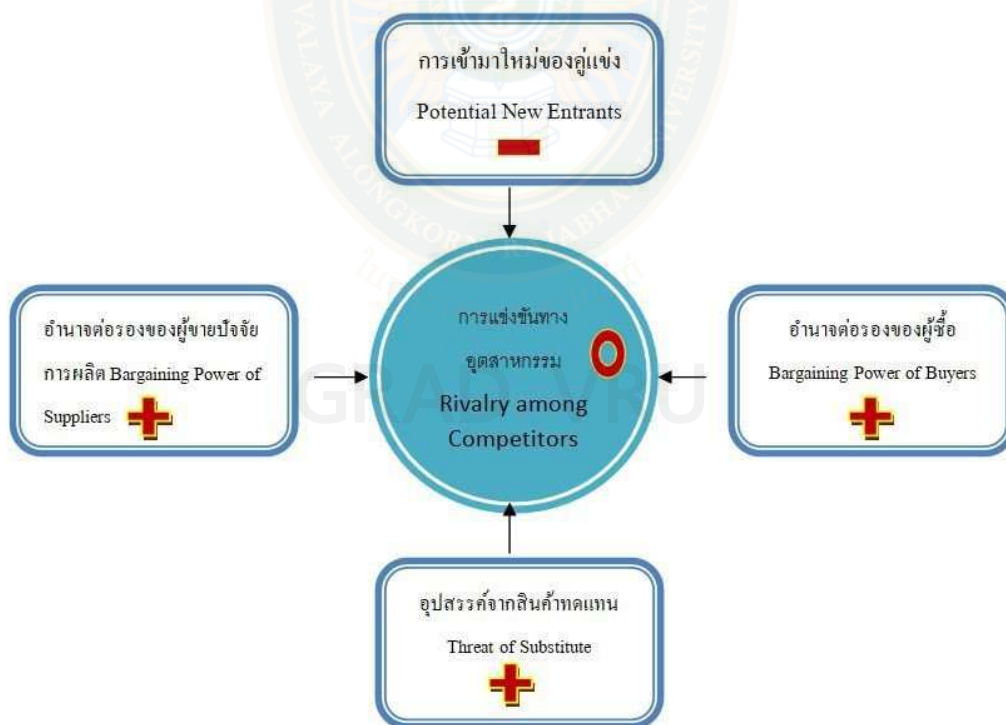 การเข้ามาใหม่ของคู่แข่ง
Potential New Entrants
อำนาจต่อรองของผู้ขายปัจจัย
การผลิต Bargaining Power of
Suppliers
การแข่งขันทาง
อุตสาหกรรม
Rivalry among
Competitors
อำนาจต่อรองของผู้ซื้อ
Bargaining Power of Buyers
GRAD VRU
อุปสรรค์จากสินค้าทดแทน
Threat of Substitute
VALAYA ALONGKORN RAJABHAT UNIVERSITY